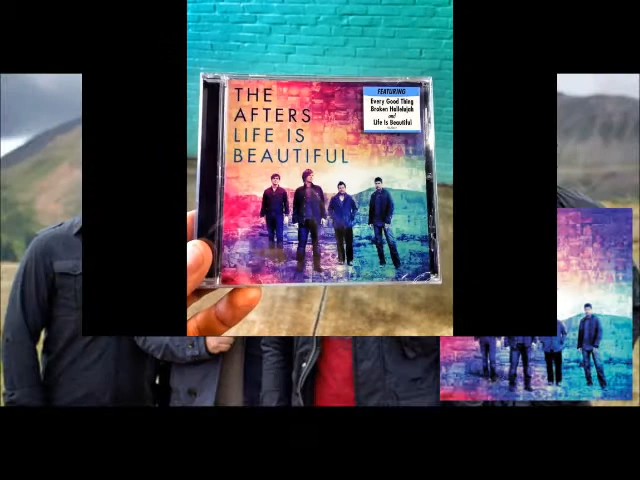 THE
AFTERS
LIFE IS
BEAUTIFUL
FEATURING
Every Good Thing
Broken Hallelujah
and
Life Is Beautiful